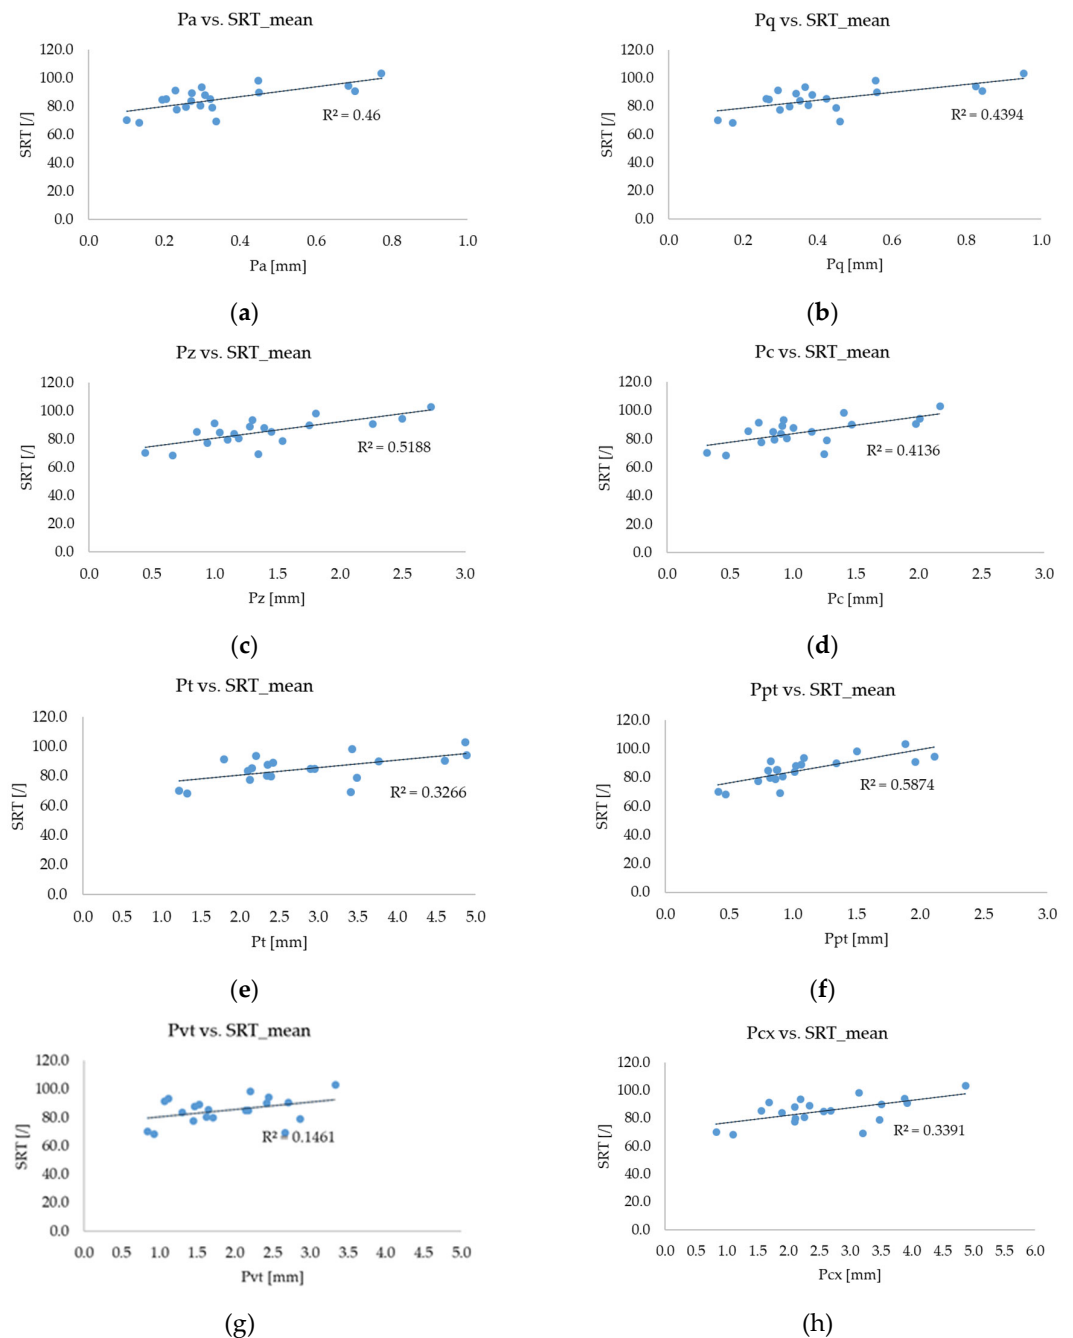 Pa vs. SRT_mean
120.0
100.0
80.0
60.0
40.0
20.0
0.0
SRT [/]
R² = 0.46
0.0 0.2 0.4 0.6 0.8 1.0
Pa [mm]
(a)
Pq vs. SRT_mean
120.0
100.0
80.0
60.0
40.0
20.0
0.0
SRT [/]
R² = 0.4394
0.0 0.2 0.4 0.6 0.8 1.0
Pq [mm]
(b)
Pz vs. SRT_mean
120.0
100.0
80.0
60.0
40.0
20.0
0.0
SRT [/]
R² = 0.5188
0.0 0.5 1.0 1.5 2.0 2.5 3.0
Pz [mm]
(c)
Pc vs. SRT_mean
120.0
100.0
80.0
60.0
40.0
20.0
0.0
SRT [/]
R² = 0.4136
0.0 0.5 1.0 1.5 2.0 2.5 3.0
Pc [mm]
(d)
Pt vs. SRT_mean
120.0
100.0
80.0
60.0
40.0
20.0
0.0
SRT [/]
R² = 0.3266
0.0 0.5 1.0 1.5 2.0 2.5 3.0 3.5 4.0 4.5 5.0
Pt [mm]
(e)
Ppt vs. SRT_mean
120.0
100.0
80.0
60.0
40.0
20.0
0.0
SRT [/]
R² = 0.5874
0.0 0.5 1.0 1.5 2.0 2.5 3.0
Ppt [mm]
(f)
Pvt vs. SRT_mean
120.0
100.0
80.0
60.0
40.0
20.0
0.0
SRT [/]
R² = 0.1461
0.0 0.5 1.0 1.5 2.0 2.5 3.0 3.5 4.0 4.5 5.0
Pvt [mm]
(g)
Pcx vs. SRT_mean
120.0
100.0
80.0
60.0
40.0
20.0
0.0
SRT [/]
R² = 0.3391
0.0 0.5 1.0 1.5 2.0 2.5 3.0 3.5 4.0 4.5 5.0 5.5 6.0
Pcx [mm]
(h)